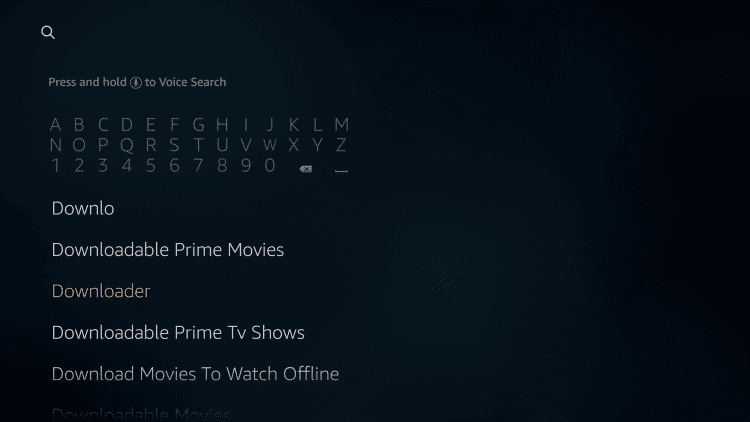 Press and hold to Voice Search
A B C D E F G H I J K L M
N O P Q R S T U V W X Y Z
1 2 3 4 5 6 7 8 9 0
Downlo
Downloadable Prime Movies
Downloader
Downloadable Prime Tv Shows
Download Movies To Watch Offline
Downloadable Movies